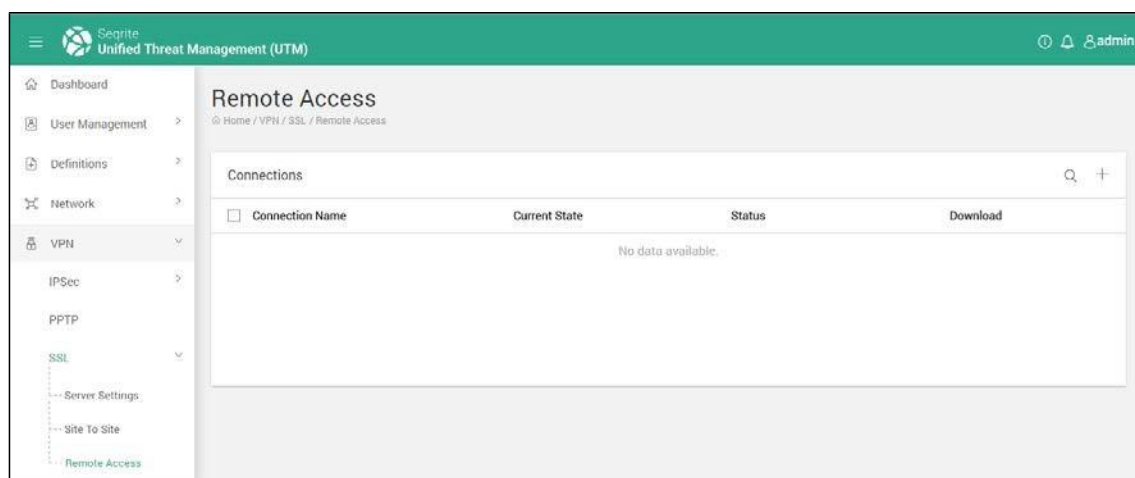 Seqrite
Unified Threat Management (UTM)
admin
Dashboard
User Management
Definitions
Network
VPN
IPSec
PPTP
SSL
Server Settings
Site To Site
Remote Access
Remote Access
Home / VPN / SSL / Remote Access
Connections
Connection Name Current State Status Download
No data available.